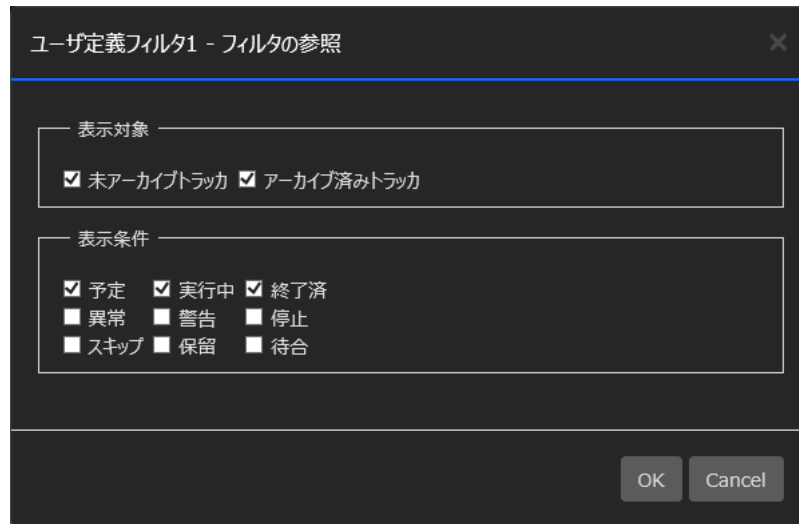 ユーザ定義フィルタ1 - フィルタの参照
表示対象
未アーカイブトラッカ アーカイブ済みトラッカ
表示条件
予定 実行中 終了済
異常 警告 停止
スキップ 保留 待合
OK Cancel